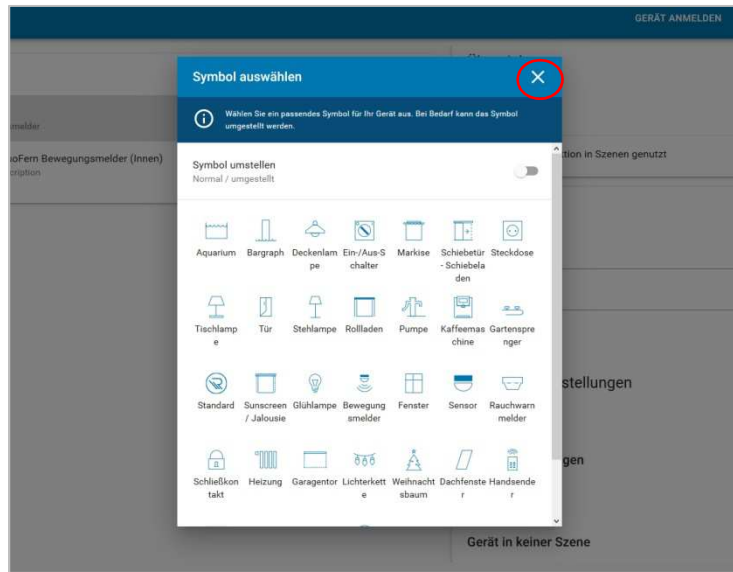 GERÄT ANMELDEN
Symbol auswählen
Wählen Sie ein passendes Symbol für Ihr Gerät aus. Bei Bedarf kann das Symbol
umgestellt werden.
melder
oFern Bewegungsmelder (Innen)
cription
tion in Szenen genutzt
Symbol umstellen
Normal / umgestellt
Aquarium Bargraph Deckenlam Ein-/Aus-S Markise Schiebetür Steckdose
pe chalter - Schiebela
den
Tischlamp Tür Stehlampe Rollladen Pumpe Kaffeemas Gartenspre
e chine nger
stellungen
Standard Sunscreen Glühlampe Bewegung Fenster Sensor Rauchwarn
/ Jalousie smelder melder
gen
Schließkon Heizung Garagentor Lichterkett Weihnacht Dachfenste Handsende
takt e sbaum r r
Gerät in keiner Szene